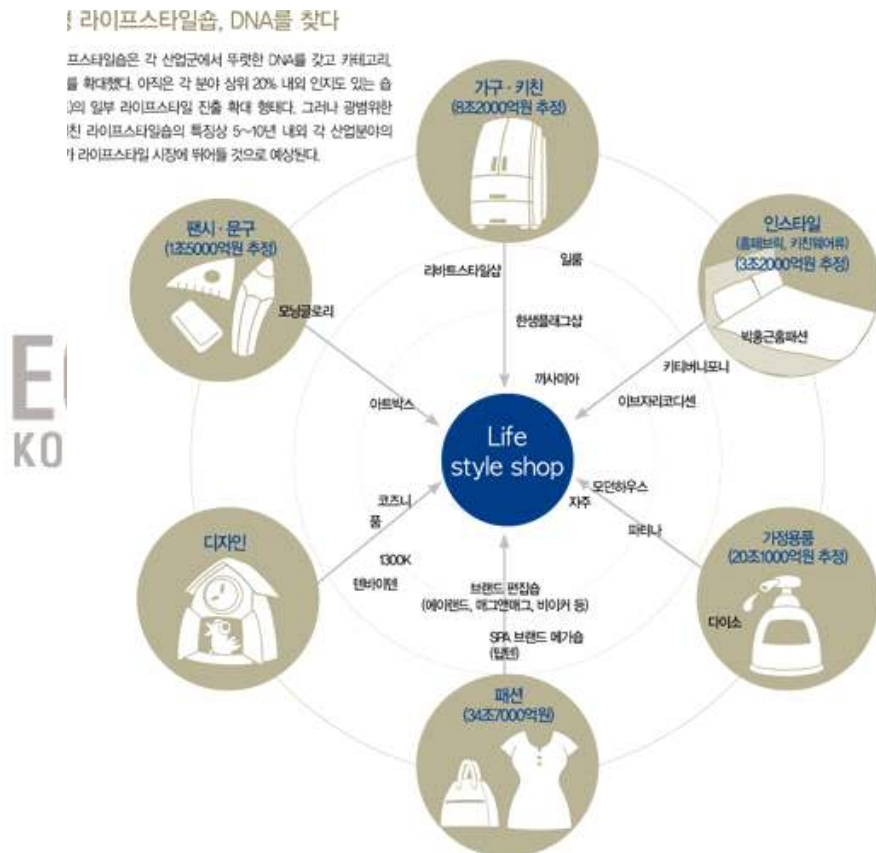 형 라이프스타일숍, DNA를 찾다
프스타일숍은 각 산업군에서 뚜렷한 DNA를 갖고 카테고리,
를 확대했다. 아직은 각 분야 상위 20% 내외 인지도 있는 숍
의 일부 라이프스타일 진출 확대 형태다. 그러나 광범위한
친 라이프스타일숍의 특징상 5~10년 내외 각 산업분야의
가 라이프스타일 시장에 뛰어들 것으로 예상된다.
가구·키친
(8조2000억원 추정)
팬시·문구
(1조5000억원 추정)
인스타일
(홈패브릭, 키친웨어류)
(3조2000억원 추정)
리바트스타일샵
일룸
모닝글로리
한샘플래그샵
박홍근홈패션
키티버니포니
까사미아
아트박스
이브자리코디센
KO
Life
style shop
모던하우스
자주
코즈니
품
파티나
디자인
가정용품
(20조1000억원 추정)
1300K
텐바이텐
브랜드 편집숍
(에이랜드, 매그앤매그, 비이커 등)
다이소
SPA 브랜드 메가숍
(탑텐)
패션
(34조7000억원)